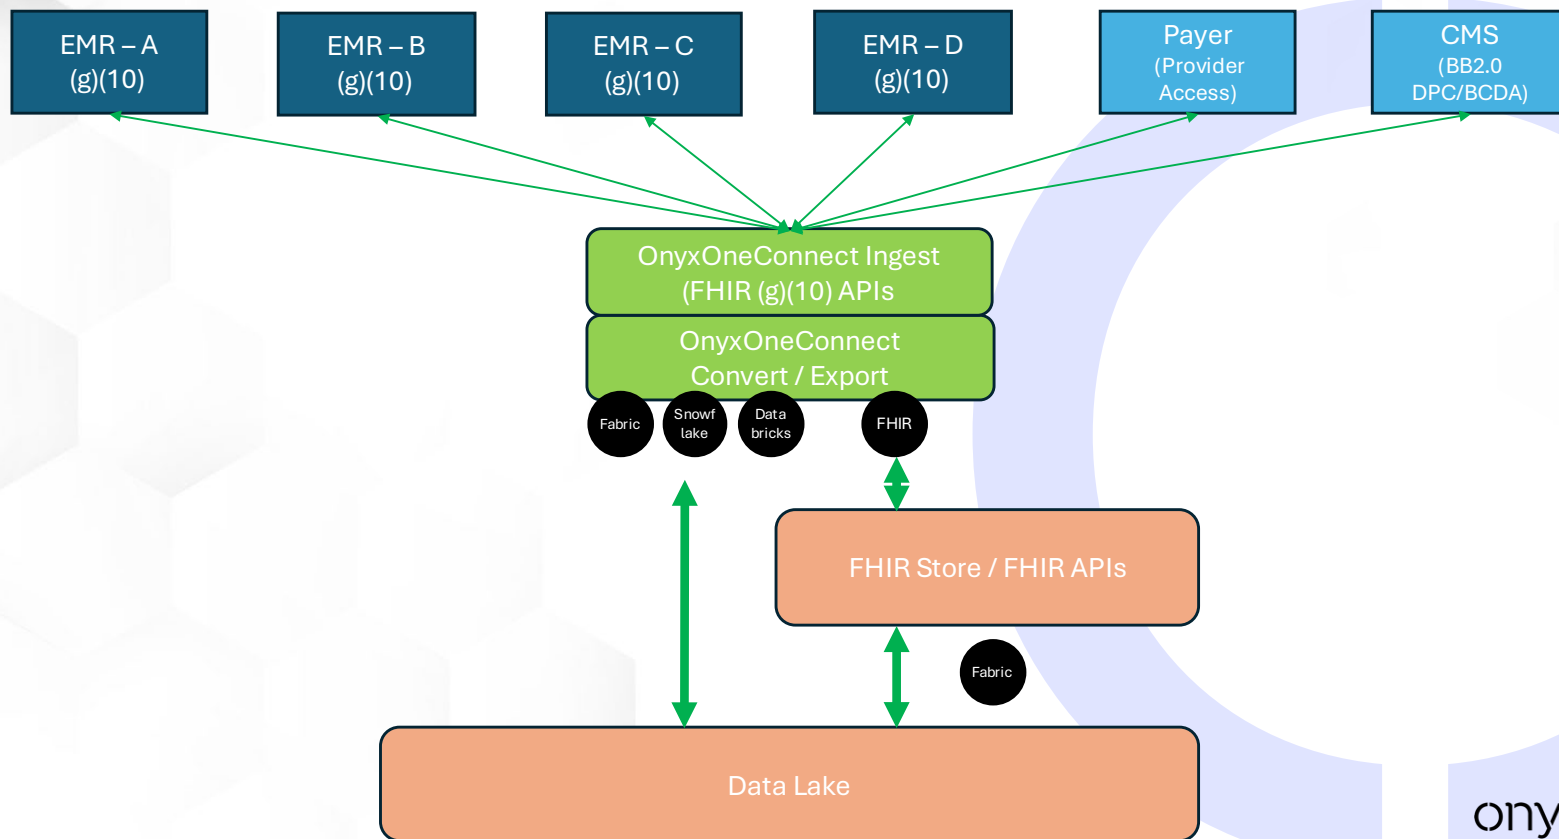 EMR – A
(g)(10)
EMR – B
(g)(10)
EMR – C
(g)(10)
EMR – D
(g)(10)
Payer
(Provider
Access)
CMS
(BB2.0
DPC/BCDA)
OnyxOneConnect Ingest
(FHIR (g)(10) APIs
OnyxOneConnect
Convert / Export
Fabric
Snowf
lake
Data
bricks
FHIR
FHIR Store / FHIR APIs
Fabric
Data Lake
ony